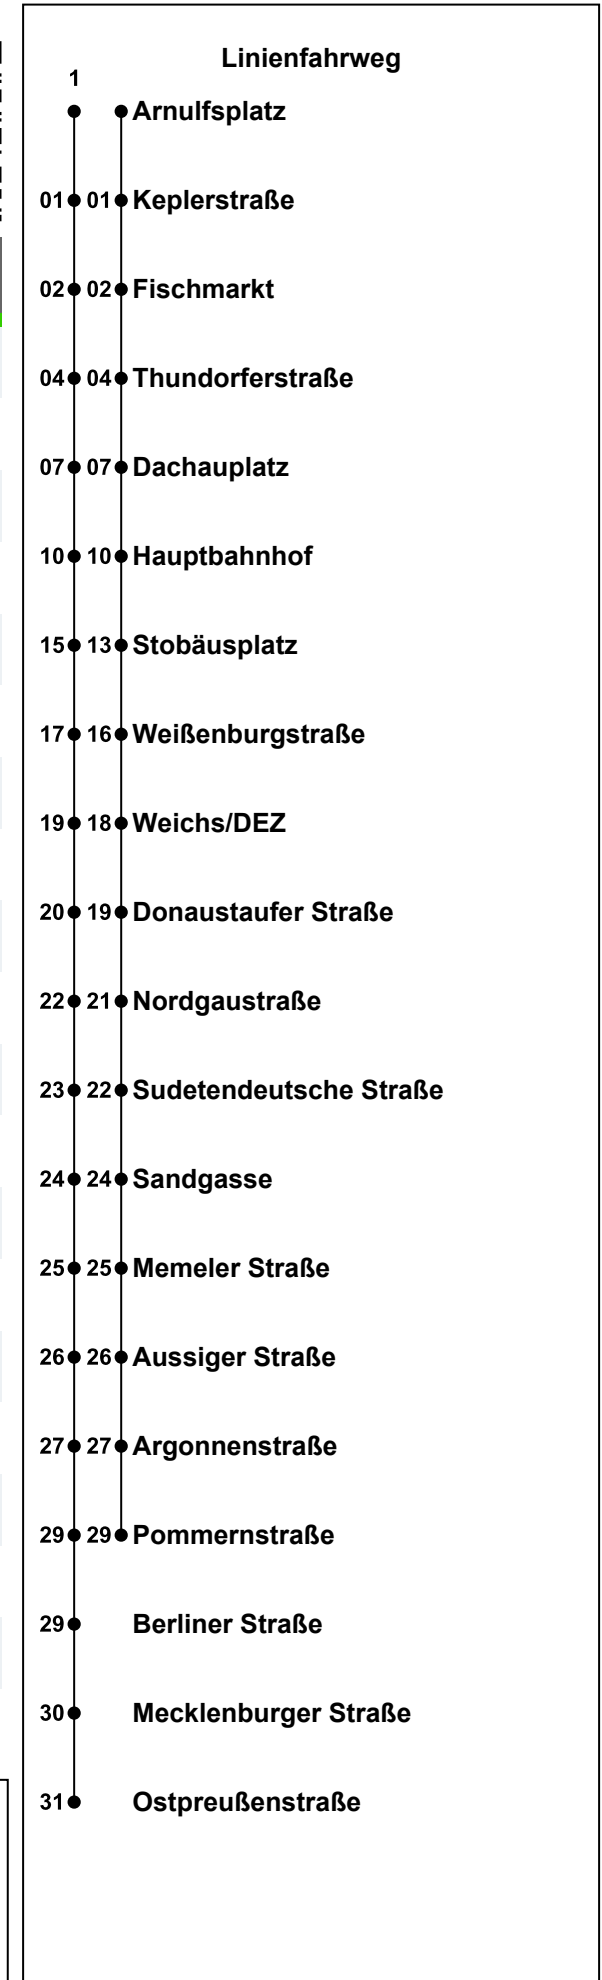 Linienfahrweg
1
Arnulfsplatz
01 01 Keplerstraße
02 02 Fischmarkt
04 04 Thundorferstraße
07 07 Dachauplatz
10 10 Hauptbahnhof
15 13 Stobäusplatz
17 16 Weißenburgstraße
19 18 Weichs/DEZ
20 19 Donaustaufer Straße
22 21 Nordgaustraße
23 22 Sudetendeutsche Straße
24 24 Sandgasse
25 25 Memeler Straße
26 26 Aussiger Straße
27 27 Argonnenstraße
29 29 Pommernstraße
29 Berliner Straße
30 Mecklenburger Straße
31 Ostpreußenstraße